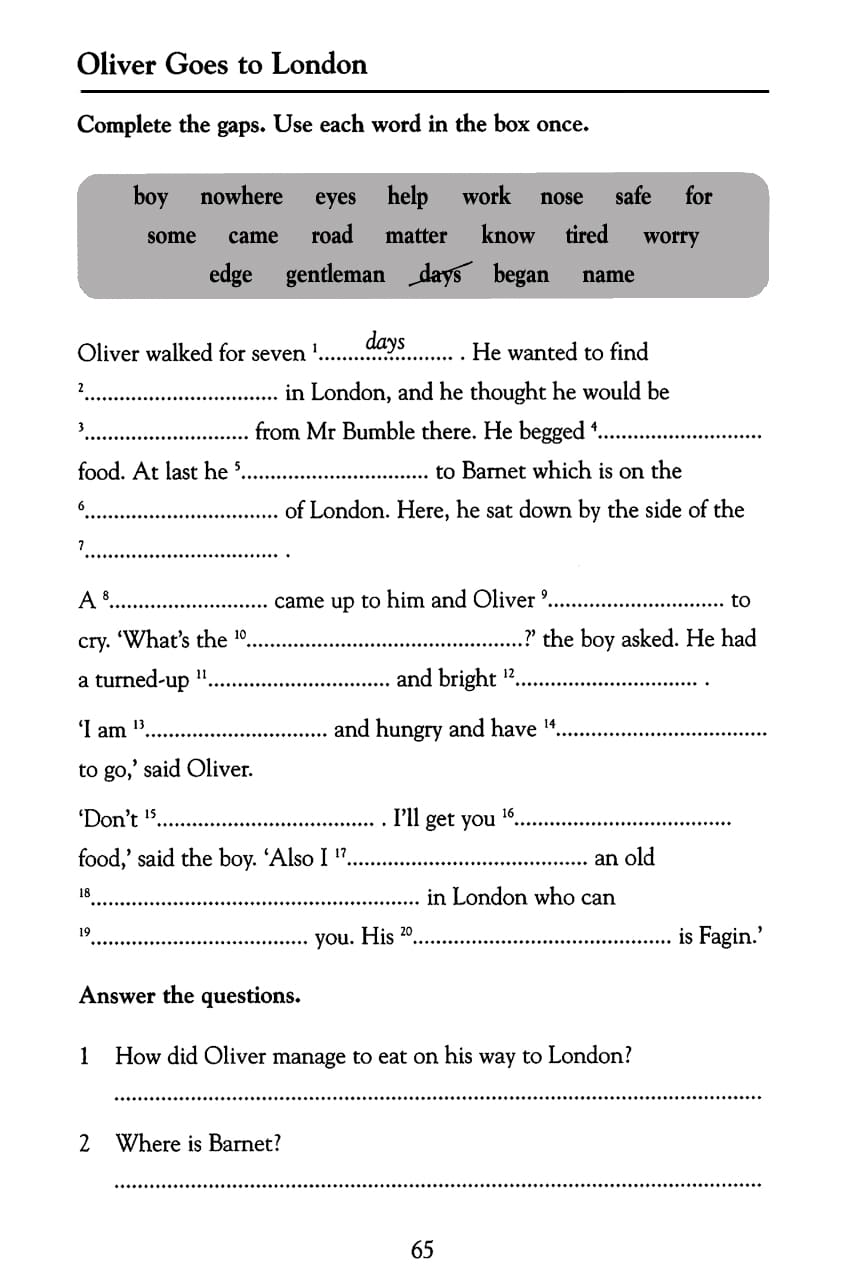 Oliver Goes to London
Complete the gaps. Use each word in the box once.
boy nowhere eyes help work nose safe for
some came road matter know tired worry
edge gentleman days began name
Oliver walked for seven ¹.......days........ . He wanted to find
²................................. in London, and he thought he would be
³............................ from Mr Bumble there. He begged ⁴............................
food. At last he ⁵................................ to Barnet which is on the
⁶................................. of London. Here, he sat down by the side of the
⁷................................. .
A ⁸........................... came up to him and Oliver ⁹.............................. to
cry. ‘What’s the ¹⁰...............................................?’ the boy asked. He had
a turned-up ¹¹............................... and bright ¹²............................... .
‘I am ¹³............................... and hungry and have ¹⁴....................................
to go,’ said Oliver.
‘Don’t ¹⁵..................................... . I’ll get you ¹⁶.....................................
food,’ said the boy. ‘Also I ¹⁷......................................... an old
¹⁸........................................................ in London who can
¹⁹..................................... you. His ²⁰............................................ is Fagin.’
Answer the questions.
1 How did Oliver manage to eat on his way to London?
..............................................................................................................
2 Where is Barnet?
..............................................................................................................
65